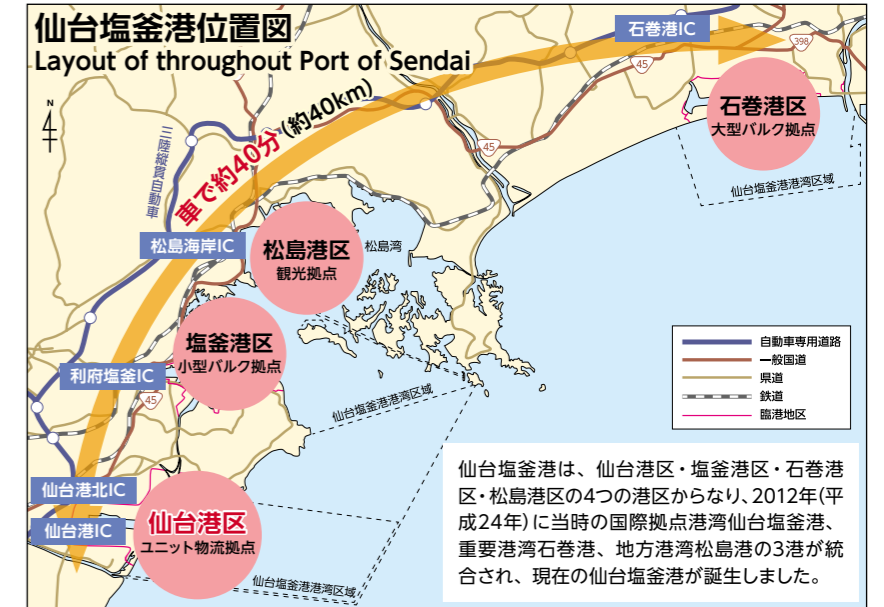 仙台塩釜港位置図
Layout of throughout Port of Sendai
N
石巻港IC
398
45
石巻港区
大型バルク拠点
車で約40分(約40km)
45
三陸縦貫自動車
仙台塩釜港港湾区域
松島海岸IC
松島港区
観光拠点
松島湾
塩釜港区
小型バルク拠点
利府塩釜IC
45
仙台塩釜港港湾区域
自動車専用道路
一般国道
県道
鉄道
臨港地区
仙台港北IC
仙台港IC
仙台港区
ユニット物流拠点
仙台塩釜港港湾区域
仙台塩釜港は、仙台港区・塩釜港区・石巻港
区・松島港区の4つの港区からなり、2012年(平
成24年)に当時の国際拠点港湾仙台塩釜港、
重要港湾石巻港、地方港湾松島港の3港が統
合され、現在の仙台塩釜港が誕生しました。